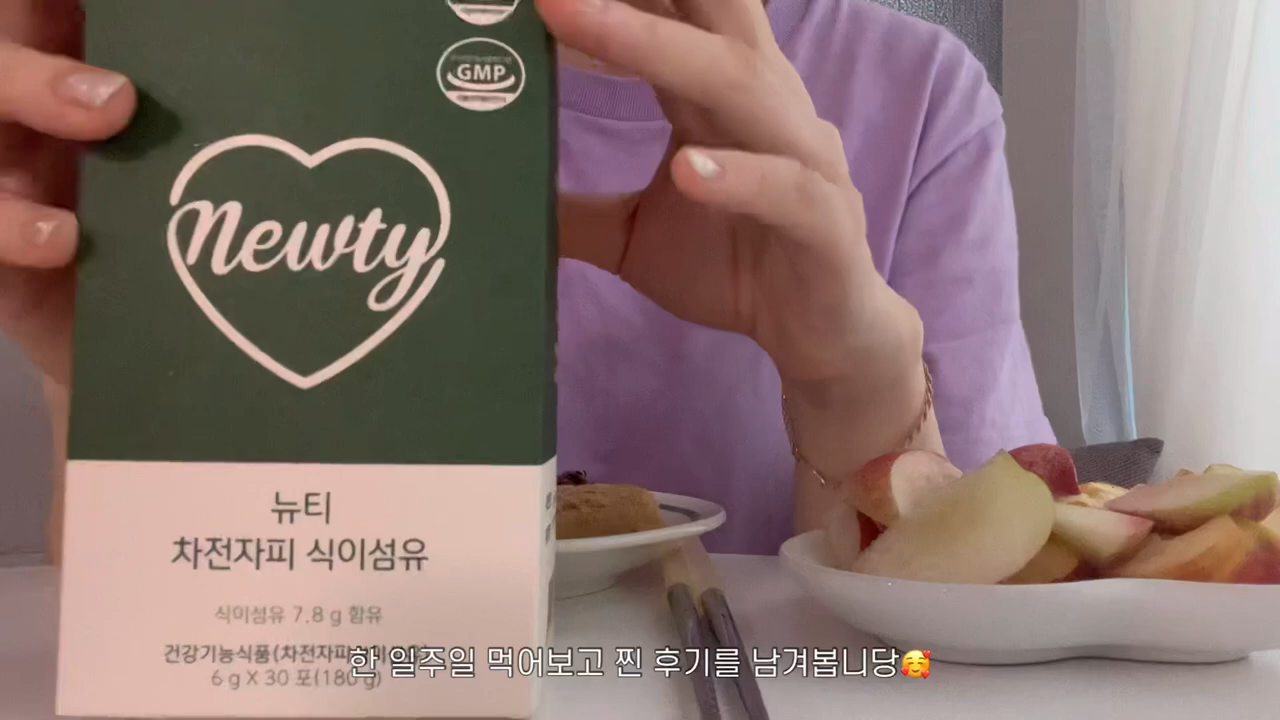 GMP
Newty
뉴티
차전자피 식이섬유
식이섬유 7.8 g 함유
건강기능식품(차전자피
6 g X 30 포(180 g)
한 일주일 먹어보고 찐 후기를 남겨봅니당🥰